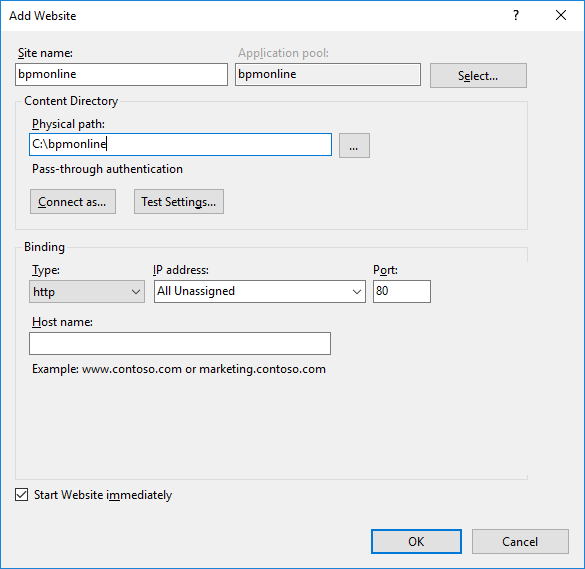 Add Website
?
Site name: Application pool:
bpmonline bpmonline Select...
Content Directory
Physical path:
C:\bpmonline ...
Pass-through authentication
Connect as... Test Settings...
Binding
Type: IP address: Port:
http All Unassigned 80
Host name:
Example: www.contoso.com or marketing.contoso.com
Start Website immediately
OK Cancel